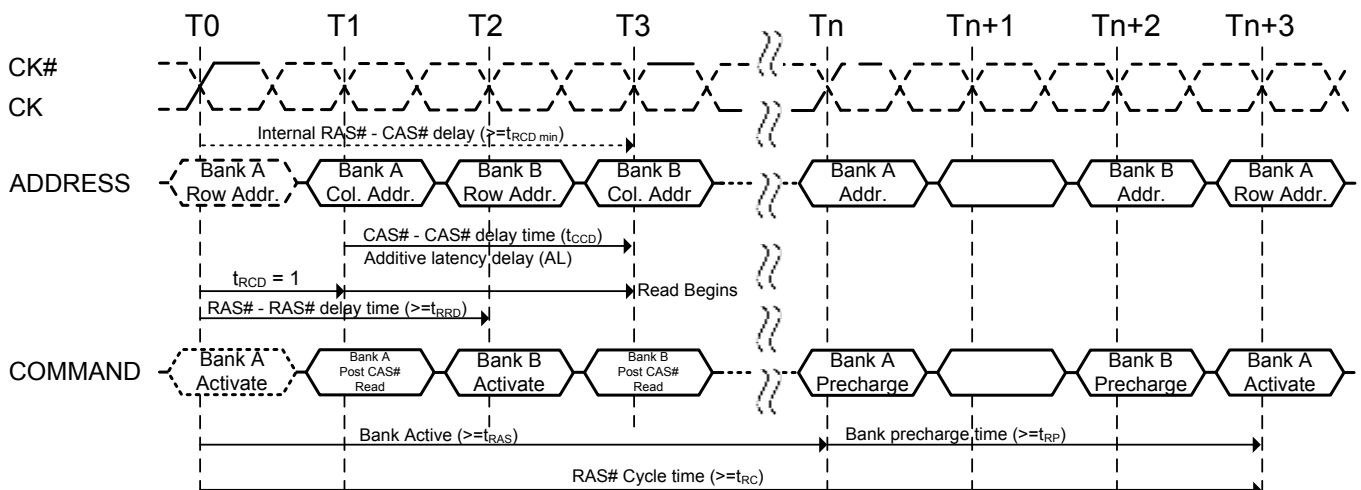 T0 T1 T2 T3 Tn Tn+1 Tn+2 Tn+3
CK#
CK
Internal RAS# - CAS# delay (>=tRCD min)
ADDRESS
Bank A
Row Addr.
Bank A
Col. Addr.
Bank B
Row Addr.
Bank B
Col. Addr
Bank A
Addr.
Bank B
Addr.
Bank A
Row Addr.
CAS# - CAS# delay time (tCCD)
Additive latency delay (AL)
tRCD = 1
Read Begins
RAS# - RAS# delay time (>=tRRD)
COMMAND
Bank A
Activate
Bank A
Post CAS#
Read
Bank B
Activate
Bank B
Post CAS#
Read
Bank A
Precharge
Bank B
Precharge
Bank A
Activate
Bank Active (>=tRAS)
Bank precharge time (>=tRP)
RAS# Cycle time (>=tRC)